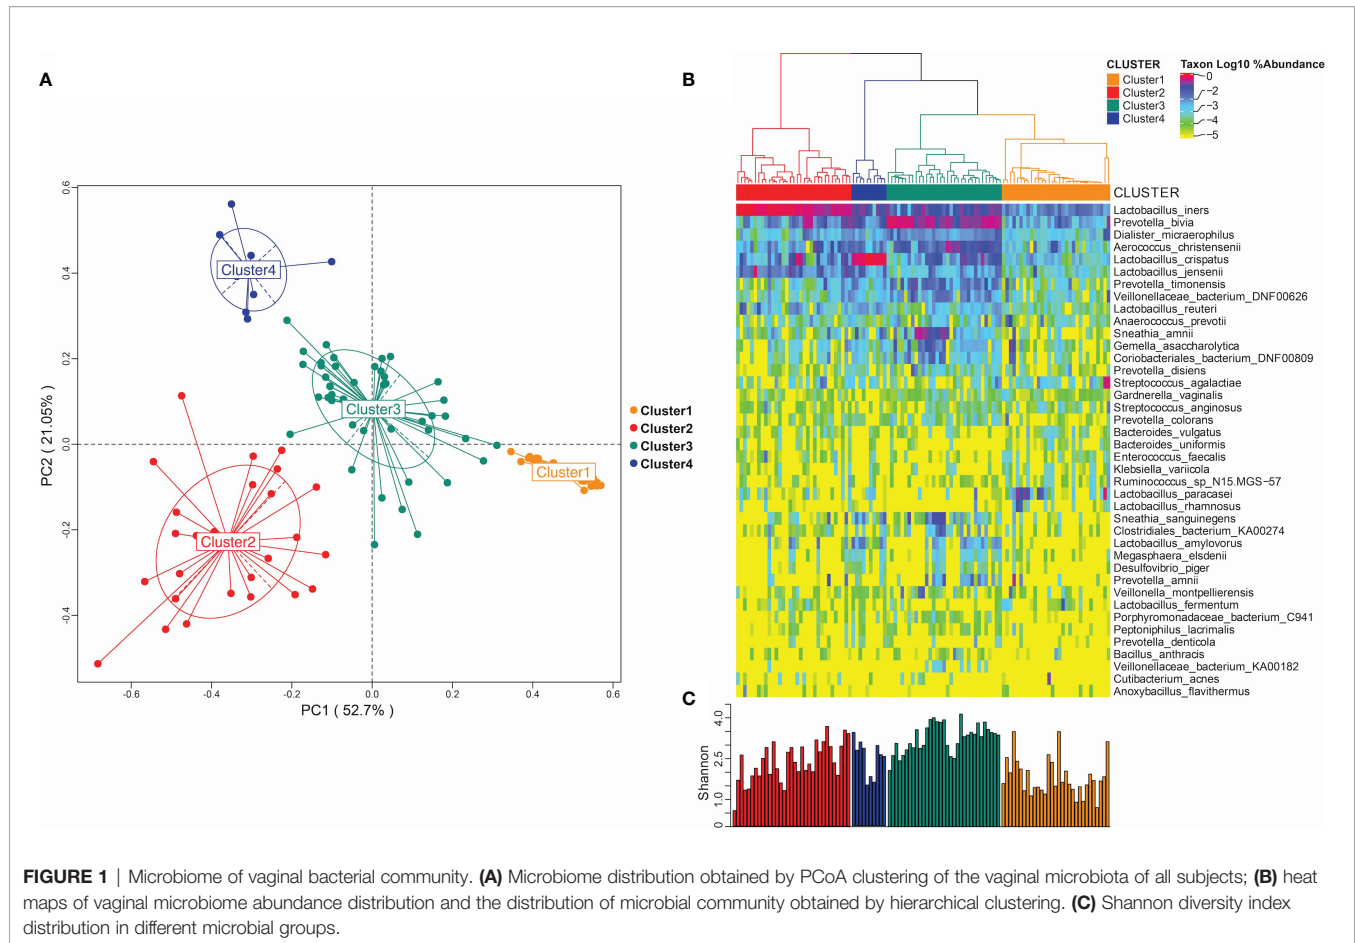 A
B
CLUSTER
Cluster1
Cluster2
Cluster3
Cluster4
Taxon Log10 %Abundance
0
−2
−3
−4
−5
0.6
0.4
0.2
0.0
-0.2
-0.4
PC2 ( 21.05%)
Cluster4
Cluster3
Cluster1
Cluster2
-0.6
-0.4
-0.2
0.0
0.2
0.4
0.6
PC1 ( 52.7% )
Cluster1
Cluster2
Cluster3
Cluster4
CLUSTER
Lactobacillus_iners
Prevotella_bivia
Dialister_micraerophilus
Aerococcus_christensenii
Lactobacillus_crispatus
Lactobacillus_jensenii
Prevotella_timonensis
Veillonellaceae_bacterium_DNF00626
Lactobacillus_reuteri
Anaerococcus_prevotii
Sneathia_amnii
Gemella_asaccharolytica
Coriobacteriales_bacterium_DNF00809
Prevotella_disiens
Streptococcus_agalactiae
Gardnerella_vaginalis
Streptococcus_anginosus
Prevotella_colorans
Bacteroides_vulgatus
Bacteroides_uniformis
Enterococcus_faecalis
Klebsiella_variicola
Ruminococcus_sp_N15.MGS−57
Lactobacillus_paracasei
Lactobacillus_rhamnosus
Sneathia_sanguinegens
Clostridiales_bacterium_KA00274
Lactobacillus_amylovorus
Megasphaera_elsdenii
Desulfovibrio_piger
Prevotella_amnii
Veillonella_montpellierensis
Lactobacillus_fermentum
Porphyromonadaceae_bacterium_C941
Peptoniphilus_lacrimalis
Prevotella_denticola
Bacillus_anthracis
Veillonellaceae_bacterium_KA00182
Cutibacterium_acnes
Anoxybacillus_flavithermus
C
Shannon
4.0
2.5
1.0
0
FIGURE 1 | Microbiome of vaginal bacterial community. (A) Microbiome distribution obtained by PCoA clustering of the vaginal microbiota of all subjects; (B) heat
maps of vaginal microbiome abundance distribution and the distribution of microbial community obtained by hierarchical clustering. (C) Shannon diversity index
distribution in different microbial groups.